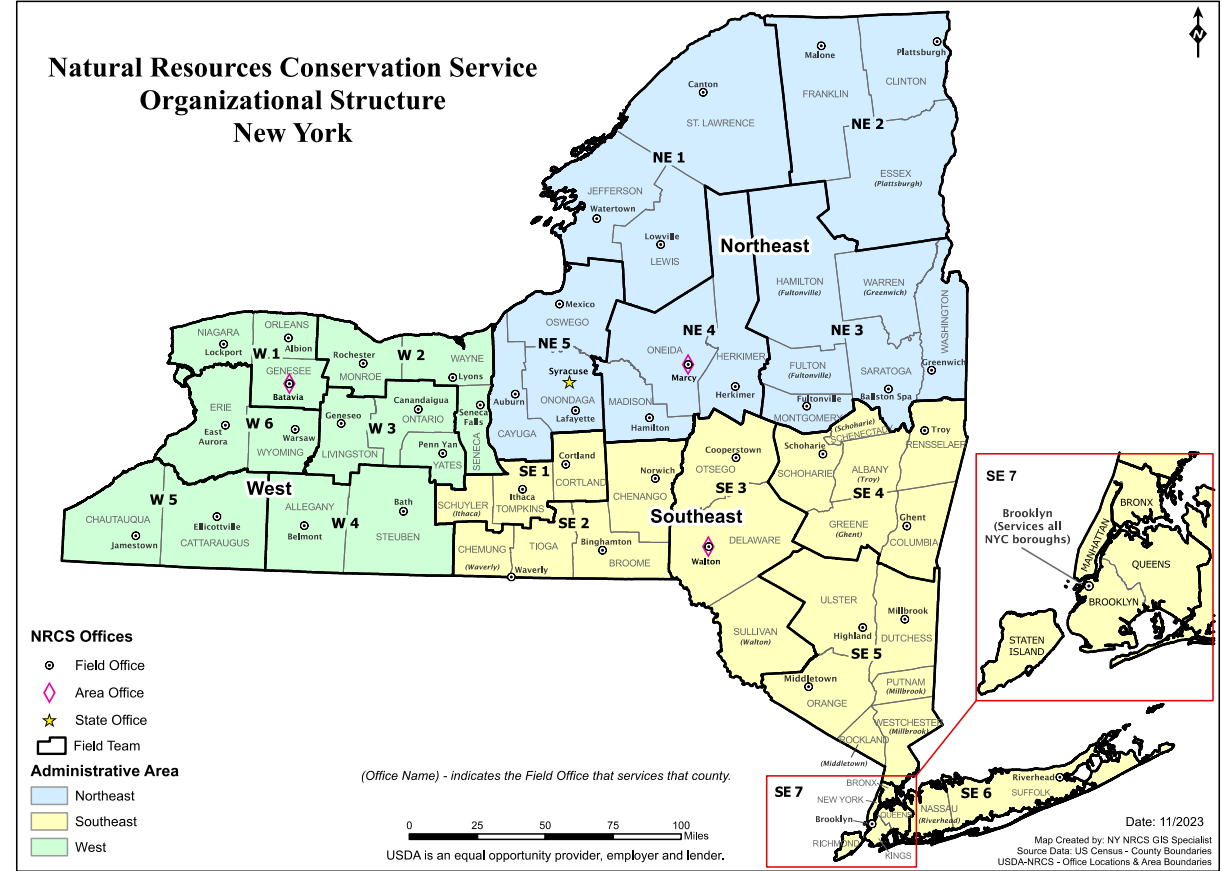 Natural Resources Conservation Service
Organizational Structure
New York
N
Plattsburgh
Malone
CLINTON
Canton
FRANKLIN
ST. LAWRENCE
NE 2
NE 1
ESSEX
(Plattsburgh)
JEFFERSON
Watertown
Lowville
LEWIS
Northeast
HAMILTON
(Fultonville)
WARREN
(Greenwich)
WASHINGTON
Mexico
OSWEGO
NE 5
NE 4
NE 3
ONEIDA
Marcy
HERKIMER
Herkimer
FULTON
(Fultonville)
SARATOGA
Greenwich
Fultonville
MONTGOMERY
Ballston Spa
Syracuse
ONONDAGA
Lafayette
Auburn
CAYUGA
MADISON
Hamilton
NIAGARA
Lockport
ORLEANS
Albion
W 1
GENESEE
Batavia
Rochester
MONROE
W 2
WAYNE
Lyons
Canandaigua
ONTARIO
Seneca
Falls
SENECA
Geneseo
W 3
LIVINGSTON
Penn Yan
YATES
ERIE
East
Aurora
W 6
Warsaw
WYOMING
West
W 5
CHAUTAUQUA
Jamestown
Ellicottville
CATTARAUGUS
ALLEGANY
Belmont
W 4
Bath
STEUBEN
SE 1
Cortland
CORTLAND
SCHUYLER
(Ithaca)
Ithaca
TOMPKINS
SE 2
CHEMUNG
(Waverly)
Waverly
TIOGA
Binghamton
BROOME
Norwich
CHENANGO
Cooperstown
OTSEGO
SE 3
Southeast
DELAWARE
Walton
Schoharie
SCHOHARIE
(Schoharie)
SCHENECTADY
Troy
RENSSELAER
ALBANY
(Troy)
SE 4
GREENE
(Ghent)
Ghent
COLUMBIA
SULLIVAN
(Walton)
ULSTER
Highland
Millbrook
DUTCHESS
SE 5
Middletown
ORANGE
PUTNAM
(Millbrook)
WESTCHESTER
(Millbrook)
ROCKLAND
(Middletown)
SE 7
BRONX
NEW YORK
QUEENS
Brooklyn
RICHMOND
KINGS
NASSAU
(Riverhead)
SE 6
Riverhead
SUFFOLK
SE 7
Brooklyn
(Services all
NYC boroughs)
BRONX
MANHATTAN
QUEENS
BROOKLYN
STATEN
ISLAND
NRCS Offices
Field Office
Area Office
State Office
Field Team
Administrative Area
Northeast
Southeast
West
(Office Name) - indicates the Field Office that services that county.
0 25 50 75 100
Miles
USDA is an equal opportunity provider, employer and lender.
Date: 11/2023
Map Created by: NY NRCS GIS Specialist
Source Data: US Census - County Boundaries
USDA-NRCS - Office Locations & Area Boundaries